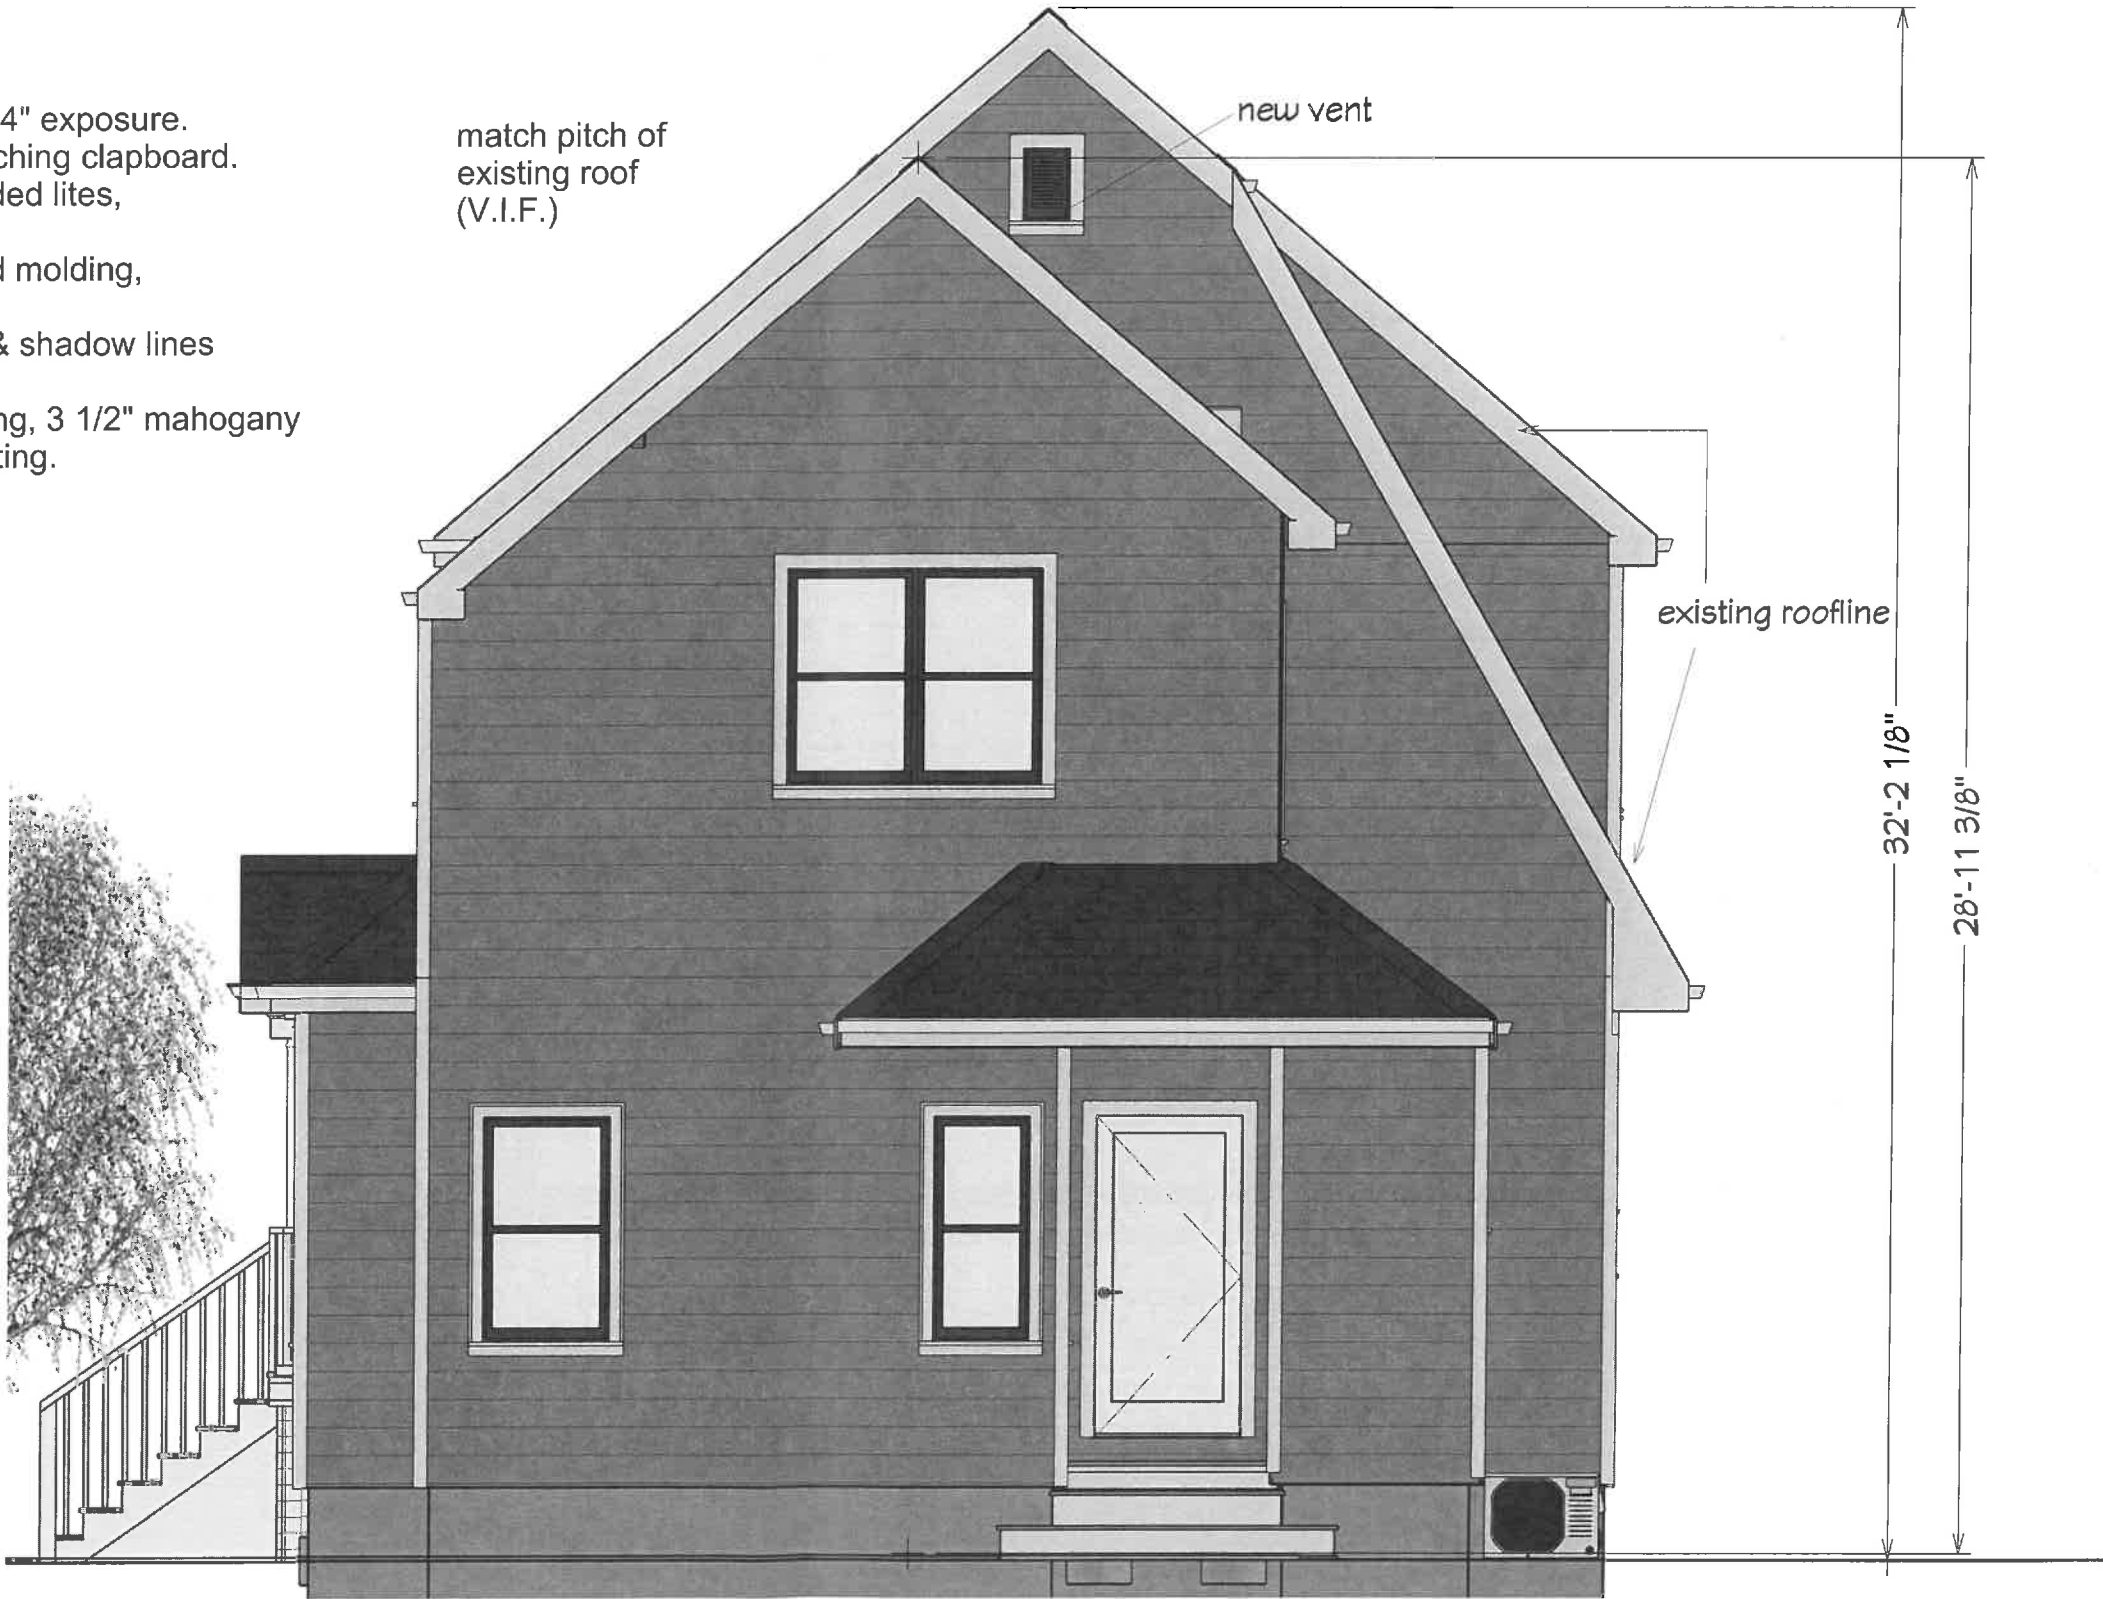 4" exposure.
ching clapboard.
ded lites,
d molding,
& shadow lines
ng, 3 1/2" mahogany
ting.
match pitch of
existing roof
(V.I.F.)
new vent
existing roofline
32'-2 1/8"
28'-11 3/8"